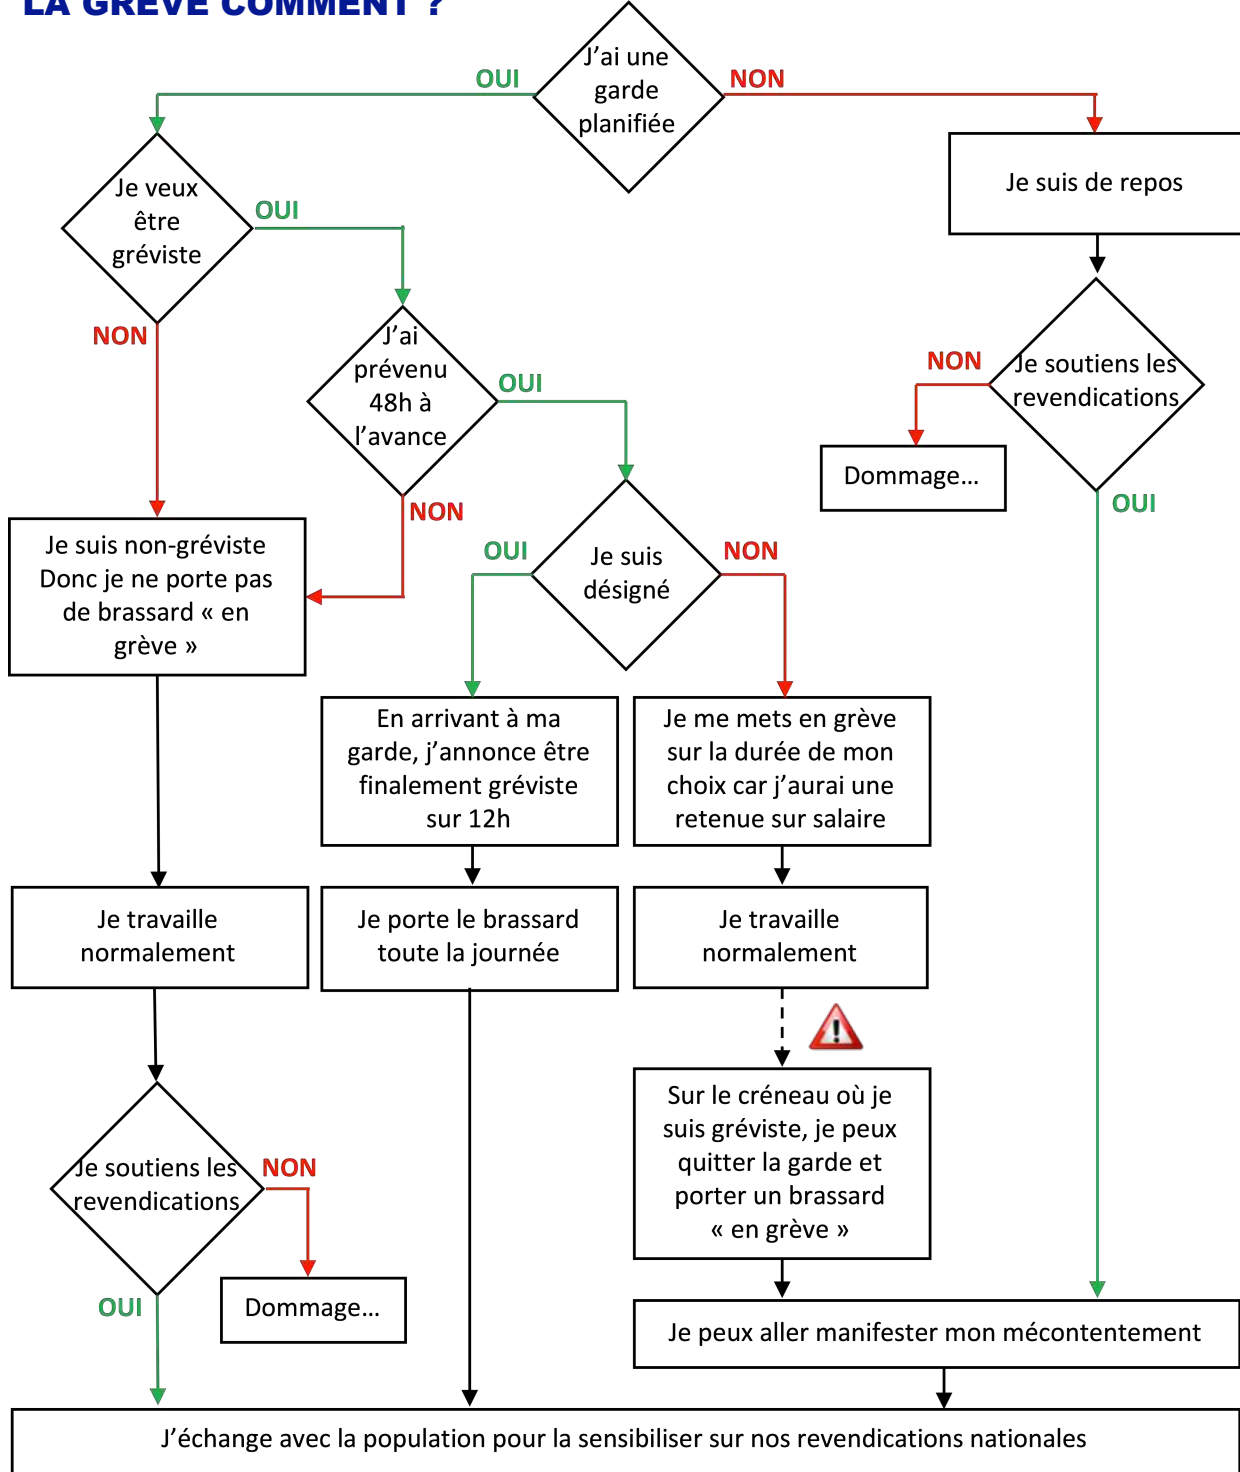 LA GRÈVE COMMENT ?
J’ai une
garde
planifiée
OUI
NON
Je veux
être
gréviste
OUI
NON
Je suis de repos
J’ai
prévenu
48h à
l’avance
OUI
NON
Je soutiens les
revendications
NON
OUI
Dommage…
Je suis non-gréviste
Donc je ne porte pas
de brassard « en
grève »
Je suis
désigné
OUI
NON
En arrivant à ma
garde, j’annonce être
finalement gréviste
sur 12h
Je me mets en grève
sur la durée de mon
choix car j’aurai une
retenue sur salaire
Je travaille
normalement
Je porte le brassard
toute la journée
Je travaille
normalement
Sur le créneau où je
suis gréviste, je peux
quitter la garde et
porter un brassard
« en grève »
Je soutiens les
revendications
NON
OUI
Dommage…
Je peux aller manifester mon mécontentement
J’échange avec la population pour la sensibiliser sur nos revendications nationales